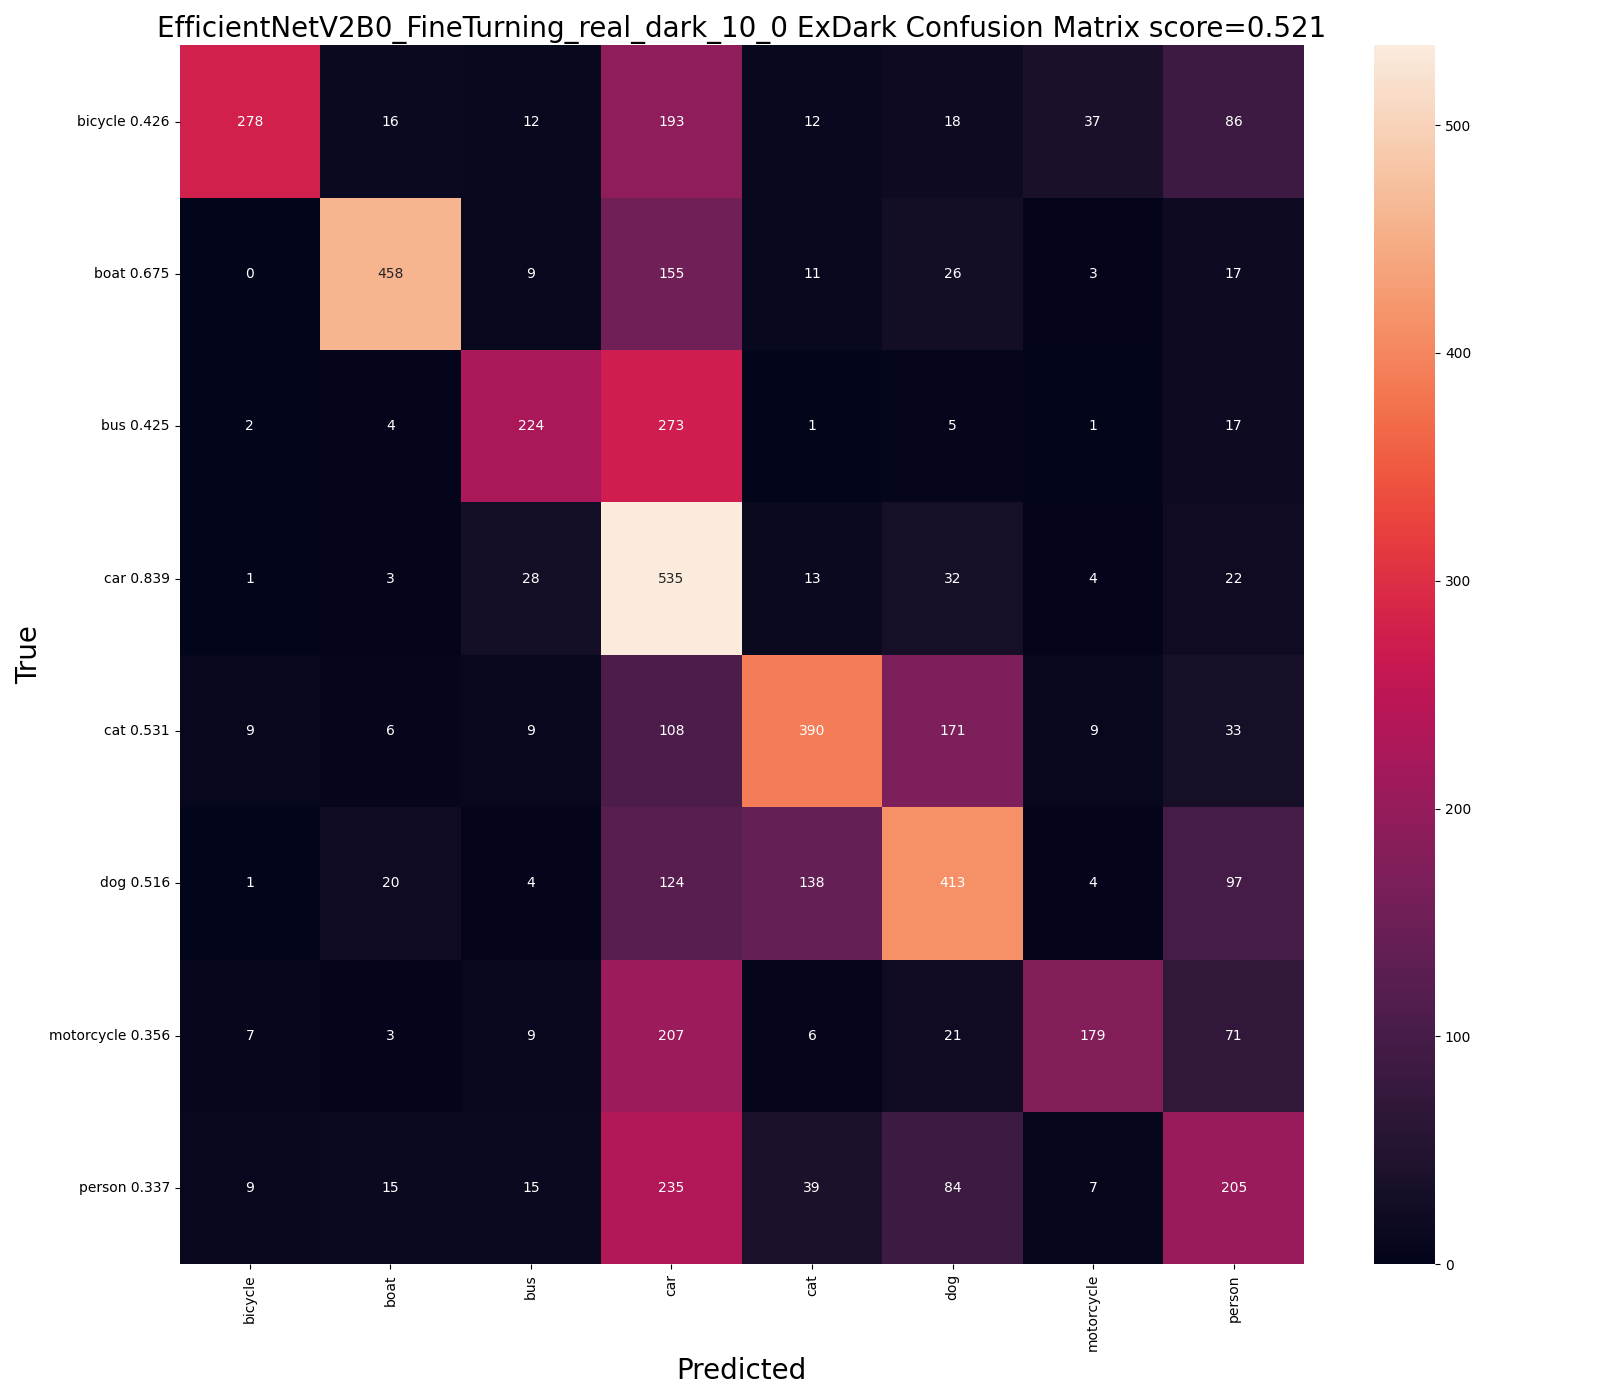 EfficientNetV2B0_FineTurning_real_dark_10_0 ExDark Confusion Matrix score=0.521
bicycle 0.426 278 16 12 193 12 18 37 86
boat 0.675 0 458 9 155 11 26 3 17
bus 0.425 2 4 224 273 1 5 1 17
car 0.839 1 3 28 535 13 32 4 22
cat 0.531 9 6 9 108 390 171 9 33
dog 0.516 1 20 4 124 138 413 4 97
motorcycle 0.356 7 3 9 207 6 21 179 71
person 0.337 9 15 15 235 39 84 7 205
True
bicycle boat bus car cat dog motorcycle person
Predicted
500
400
300
200
100
0